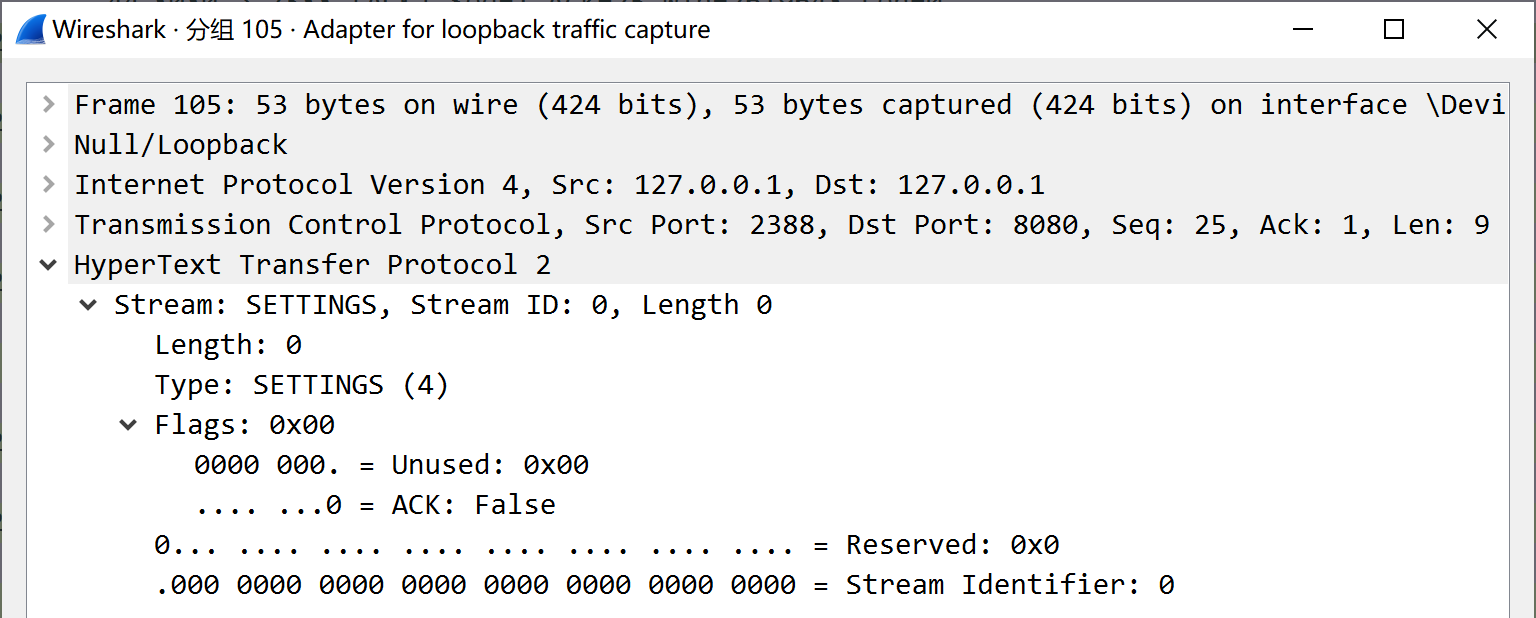 Wireshark · 分组 105 · Adapter for loopback traffic capture
Frame 105: 53 bytes on wire (424 bits), 53 bytes captured (424 bits) on interface \Devi
Null/Loopback
Internet Protocol Version 4, Src: 127.0.0.1, Dst: 127.0.0.1
Transmission Control Protocol, Src Port: 2388, Dst Port: 8080, Seq: 25, Ack: 1, Len: 9
HyperText Transfer Protocol 2
Stream: SETTINGS, Stream ID: 0, Length 0
Length: 0
Type: SETTINGS (4)
Flags: 0x00
0000 000. = Unused: 0x00
.... ...0 = ACK: False
0... .... .... .... .... .... .... .... = Reserved: 0x0
.000 0000 0000 0000 0000 0000 0000 0000 = Stream Identifier: 0